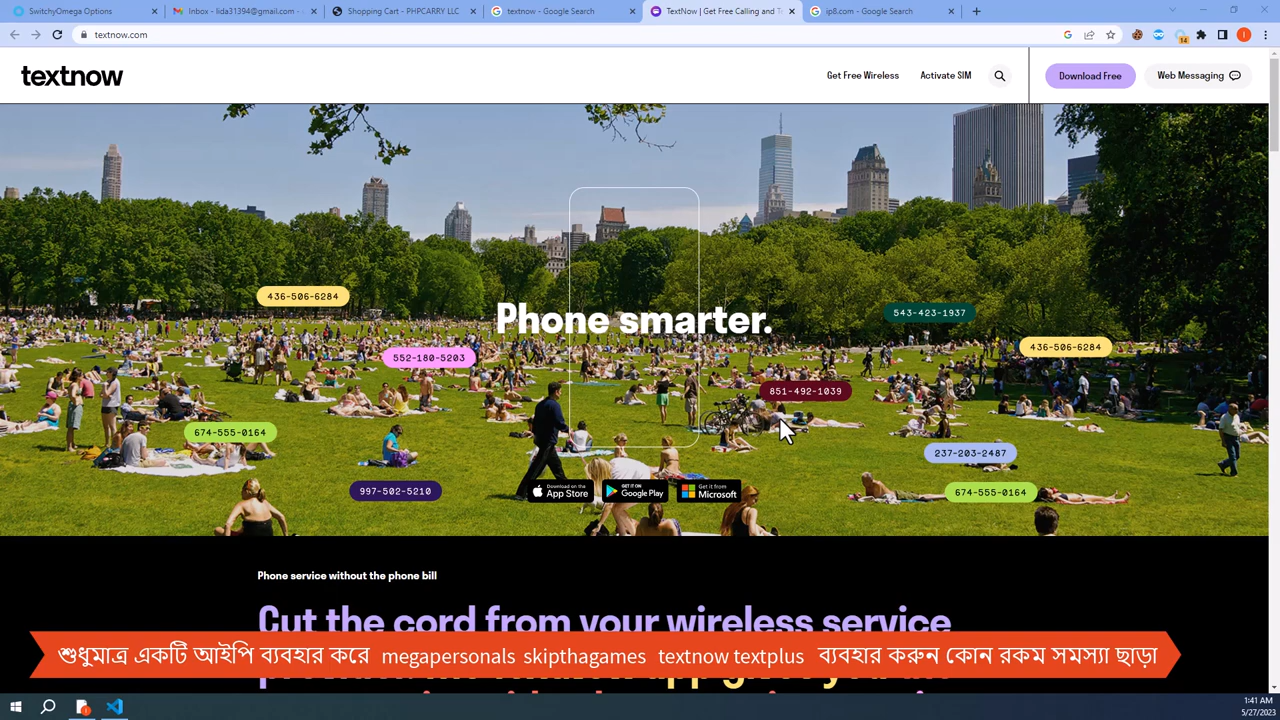 SwitchyOmega Options
Inbox - lida31394@gmail.com -
Shopping Cart - PHPCARRY LLC
textnow - Google Search
TextNow | Get Free Calling and Te
ip8.com - Google Search
textnow.com
14
textnow
Get Free Wireless
Activate SIM
Download Free
Web Messaging
436-506-6284
543-423-1937
Phone smarter.
436-506-6284
552-180-5203
851-492-1039
674-555-0164
237-203-2487
997-502-5210
674-555-0164
Download on the App Store
GET IT ON Google Play
Get it from Microsoft
Phone service without the phone bill
Cut the cord from your wireless service
শুধুমাত্র একটি আইপি ব্যবহার করে megapersonals skipthagames textnow textplus ব্যবহার করুন কোন রকম সমস্যা ছাড়া
1:41 AM
5/27/2023